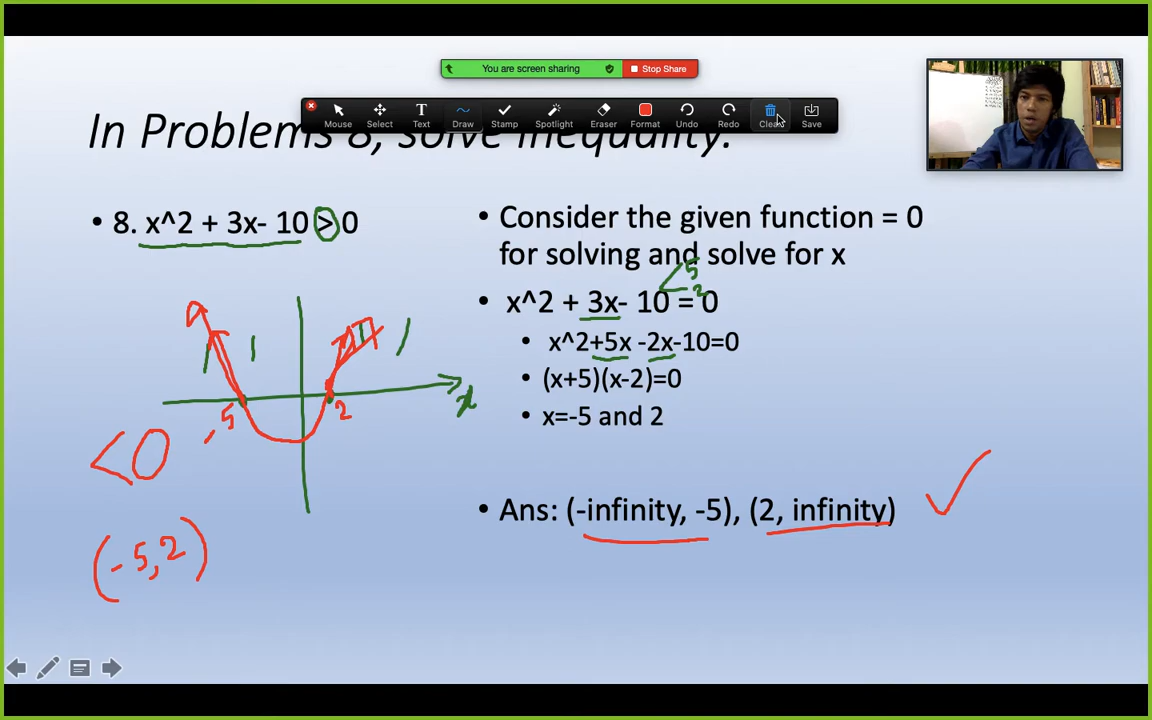 You are screen sharing
Stop Share
Mouse Select Text Draw Stamp Spotlight Eraser Format Undo Redo Clear Save
In Problems 8, solve inequality.
• 8. x^2 + 3x- 10 > 0
• Consider the given function = 0
for solving and solve for x
5
2
• x^2 + 3x- 10 = 0
• x^2+5x -2x-10=0
• (x+5)(x-2)=0
• x=-5 and 2
x
-5
2
<0
(-5,2)
• Ans: (-infinity, -5), (2, infinity)